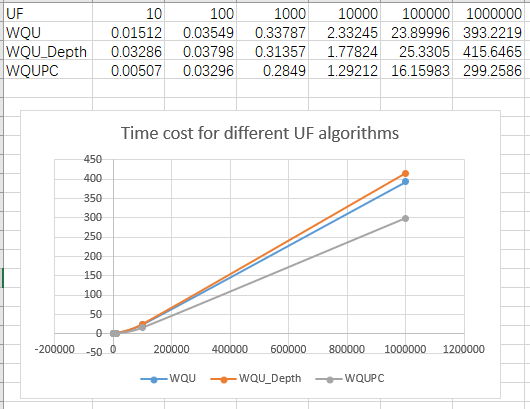 UF 10 100 1000 10000 100000 1000000
WQU 0.01512 0.03549 0.33787 2.33245 23.89996 393.2219
WQU_Depth 0.03286 0.03798 0.31357 1.77824 25.3305 415.6465
WQUPC 0.00507 0.03296 0.2849 1.29212 16.15983 299.2586
Time cost for different UF algorithms
450
400
350
300
250
200
150
100
50
0
-50
-200000 0 200000 400000 600000 800000 1000000 1200000
WQU WQU_Depth WQUPC